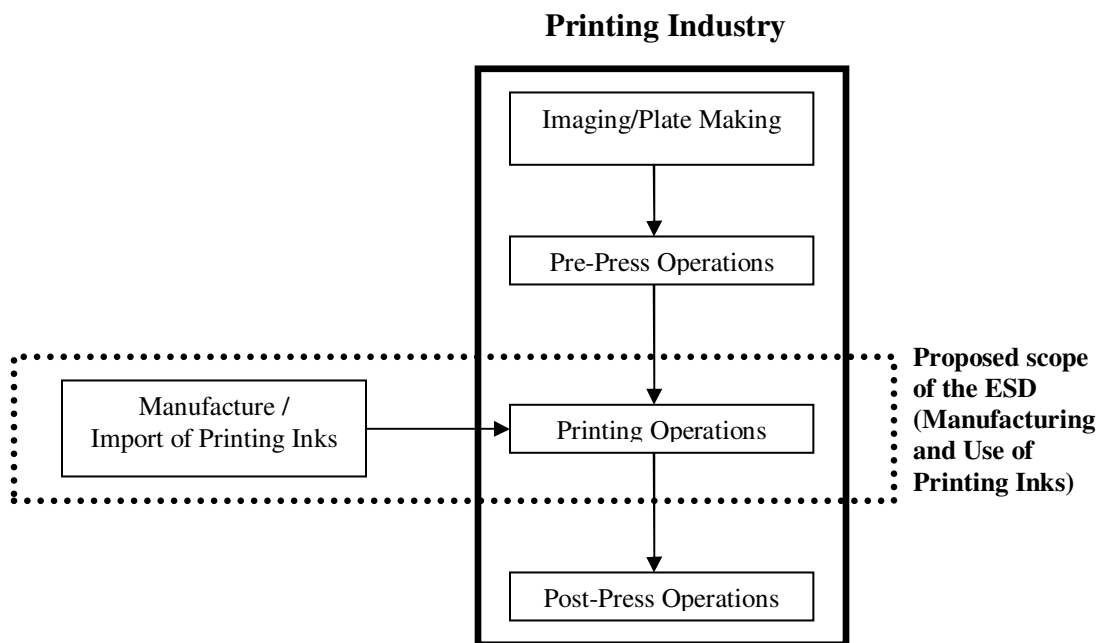 Printing Industry
Imaging/Plate Making
Pre-Press Operations
Manufacture /
Import of Printing Inks
Printing Operations
Proposed scope
of the ESD
(Manufacturing
and Use of
Printing Inks)
Post-Press Operations